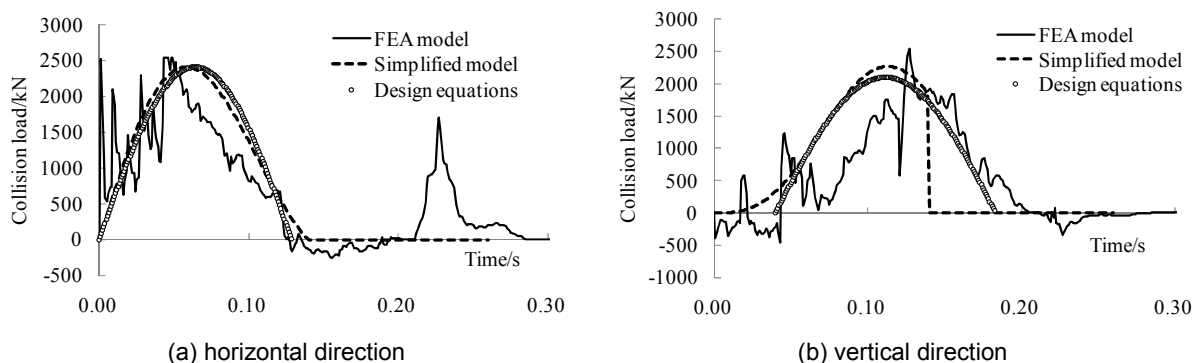 3000
2500
2000
1500
1000
500
0
-500
Collision load/kN
FEA model
Simplified model
Design equations
Time/s
0.00 0.10 0.20 0.30
(a) horizontal direction
3000
2500
2000
1500
1000
500
0
-500
-1000
Collision load/kN
FEA model
Simplified model
Design equations
Time/s
0.00 0.10 0.20 0.30
(b) vertical direction